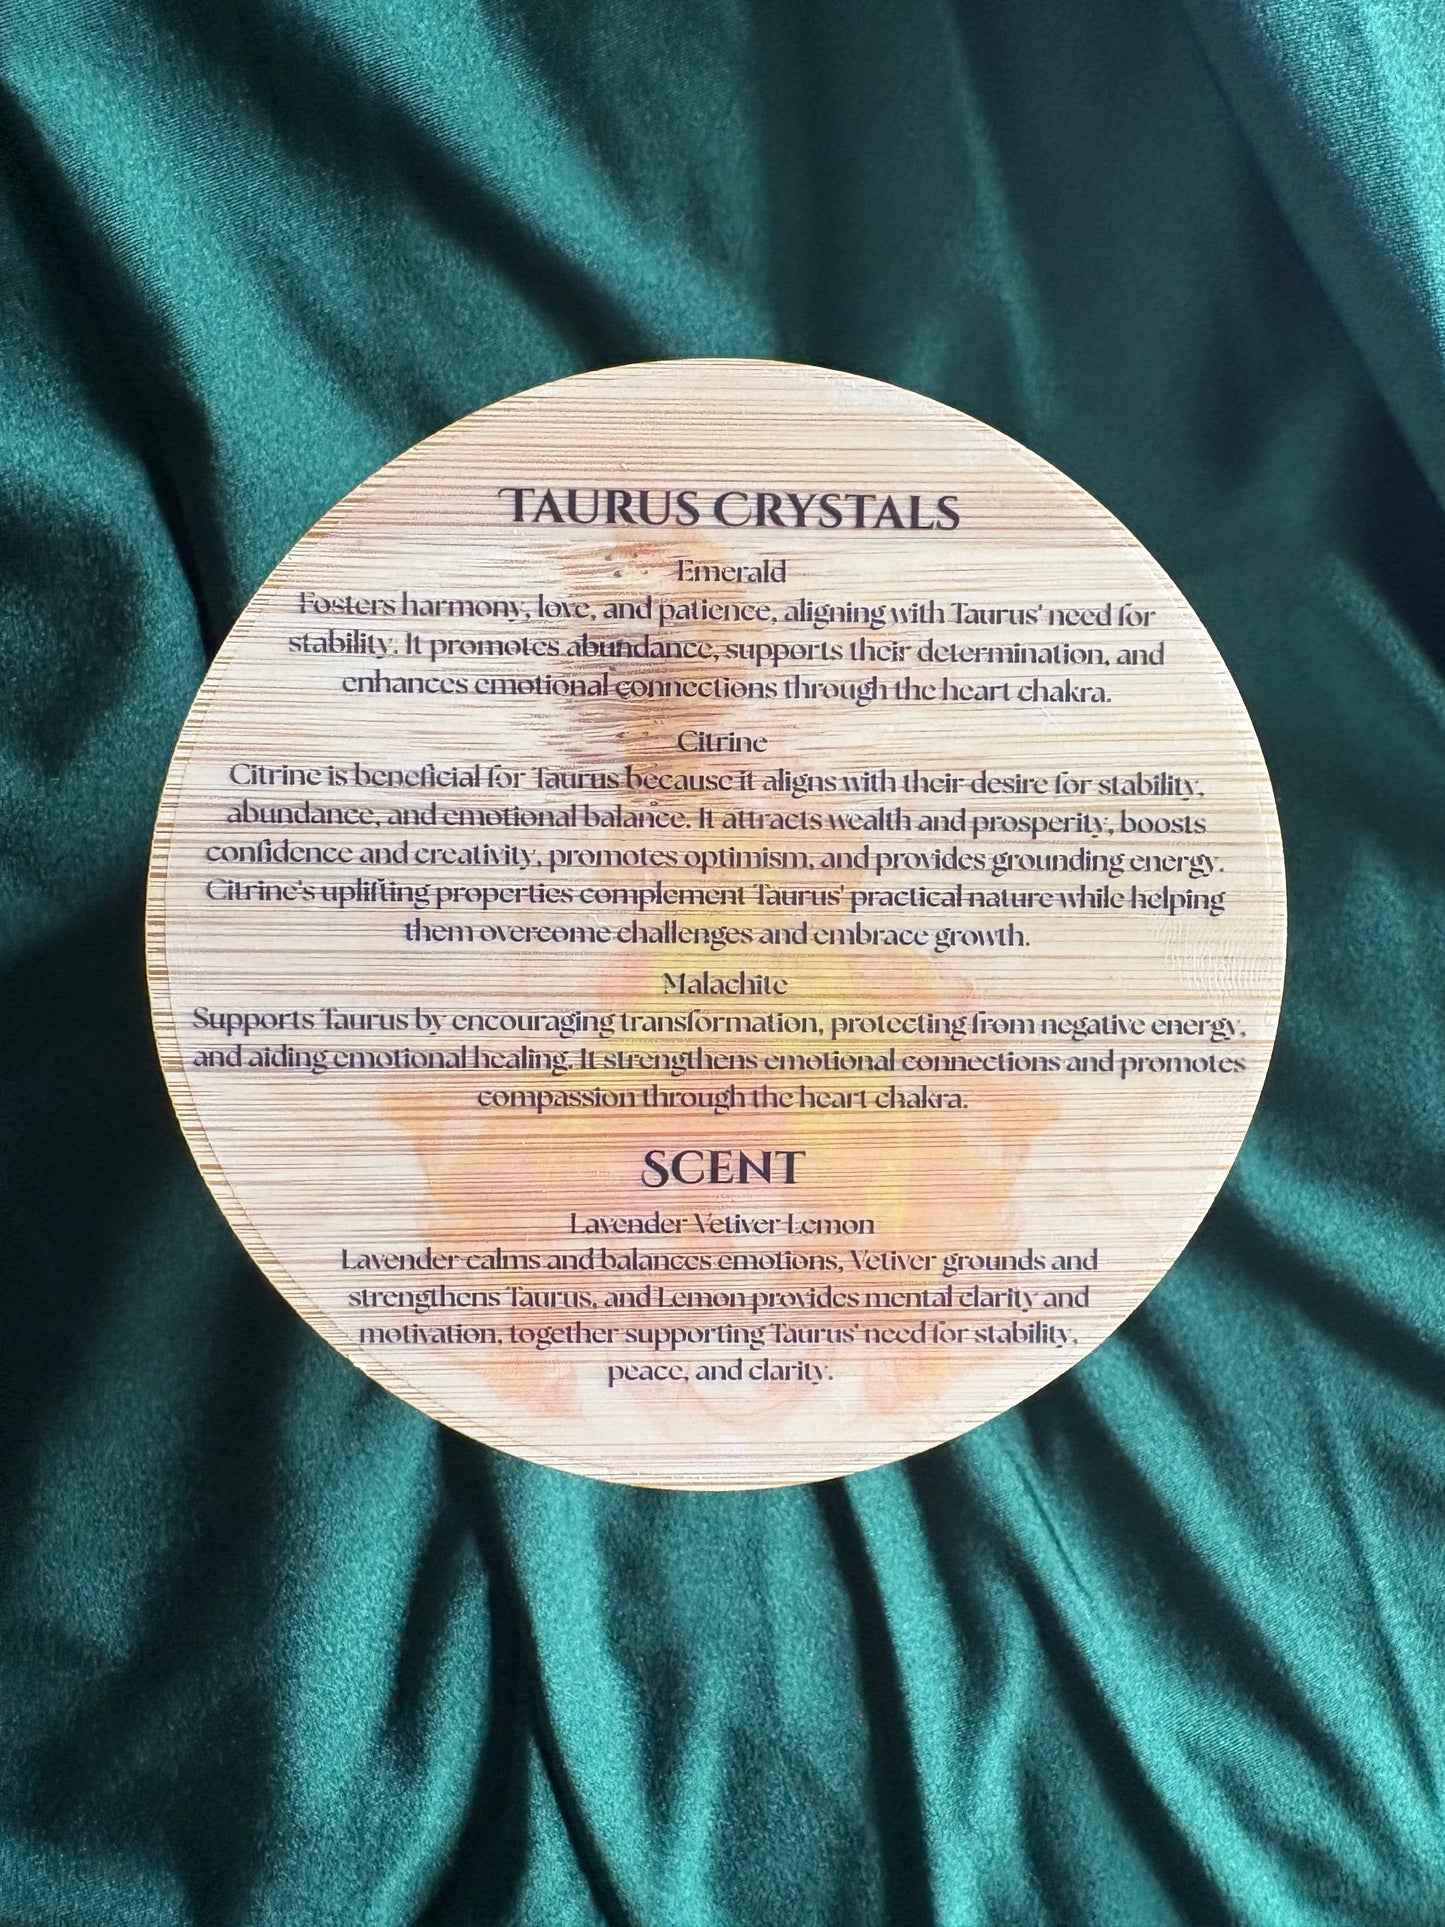 Taurus Crystals
Emerald
Fosters harmony, love, and patience, aligning with Taurus' need for
stability. It promotes abundance, supports their determination, and
enhances emotional connections through the heart chakra.
Citrine
Citrine is beneficial for Taurus because it aligns with their desire for stability,
abundance, and emotional balance. It attracts wealth and prosperity, boosts
confidence and creativity, promotes optimism, and provides grounding energy.
Citrine's uplifting properties complement Taurus' practical nature while helping
them overcome challenges and embrace growth.
Malachite
Supports Taurus by encouraging transformation, protecting from negative energy,
and aiding emotional healing. It strengthens emotional connections and promotes
compassion through the heart chakra.
Scent
Lavender Vetiver Lemon
Lavender calms and balances emotions, Vetiver grounds and
strengthens Taurus, and Lemon provides mental clarity and
motivation, together supporting Taurus' need for stability,
peace, and clarity.